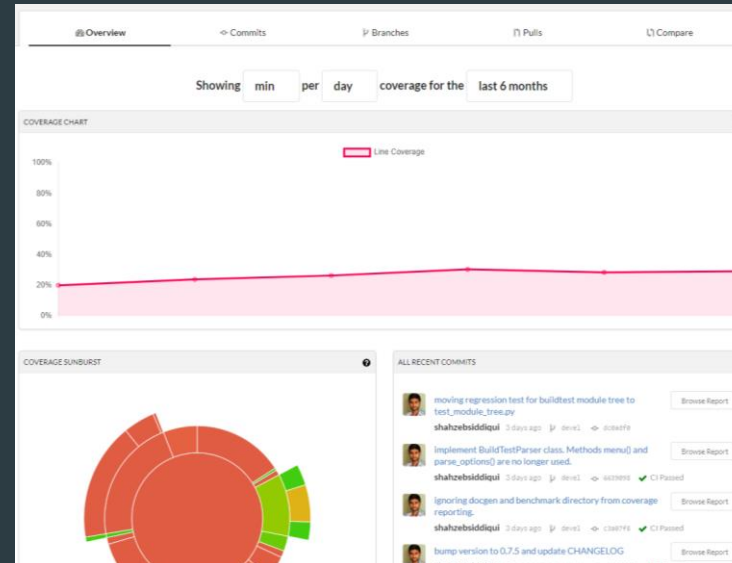 Overview Commits Branches Pulls Compare
Showing min per day coverage for the last 6 months
COVERAGE CHART
Line Coverage
100%
80%
60%
40%
20%
0%
COVERAGE SUNBURST
ALL RECENT COMMITS
moving regression test for buildtest module tree to
test_module_tree.py
Browse Report
shahzebsiddiqui 3 days ago devel
implement BuildTestParser class. Methods menu() and
parse_options() are no longer used.
Browse Report
shahzebsiddiqui 3 days ago devel CI Passed
ignoring docgen and benchmark directory from coverage
reporting.
Browse Report
shahzebsiddiqui 3 days ago devel CI Passed
bump version to 0.7.5 and update CHANGELOG
Browse Report